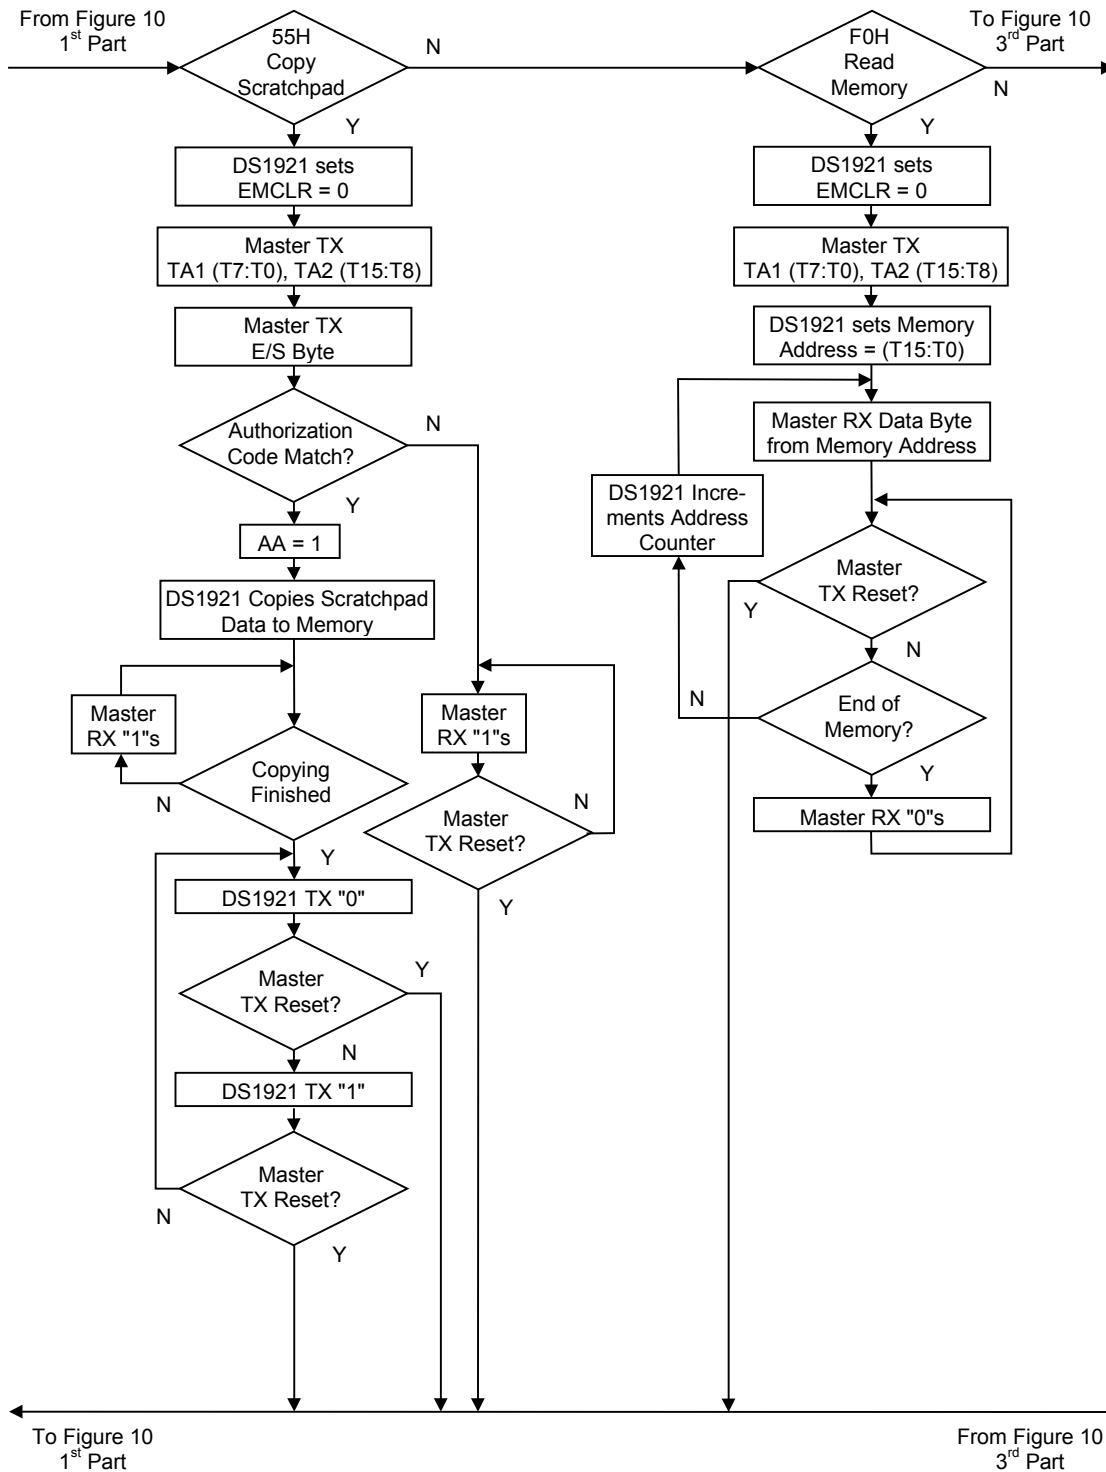 From Figure 10
1st Part
55H
Copy
Scratchpad
N
Y
F0H
Read
Memory
N
Y
To Figure 10
3rd Part
DS1921 sets
EMCLR = 0
Master TX
TA1 (T7:T0), TA2 (T15:T8)
Master TX
E/S Byte
Authorization
Code Match?
N
Y
AA = 1
DS1921 Copies Scratchpad
Data to Memory
Master
RX "1"s
Copying
Finished
N
Y
DS1921 TX "0"
Master
TX Reset?
Y
N
DS1921 TX "1"
Master
TX Reset?
N
Y
Master
RX "1"s
Master
TX Reset?
N
Y
DS1921 sets
EMCLR = 0
Master TX
TA1 (T7:T0), TA2 (T15:T8)
DS1921 sets Memory
Address = (T15:T0)
Master RX Data Byte
from Memory Address
DS1921 Incre-
ments Address
Counter
Master
TX Reset?
Y
N
End of
Memory?
N
Y
Master RX "0"s
To Figure 10
1st Part
From Figure 10
3rd Part